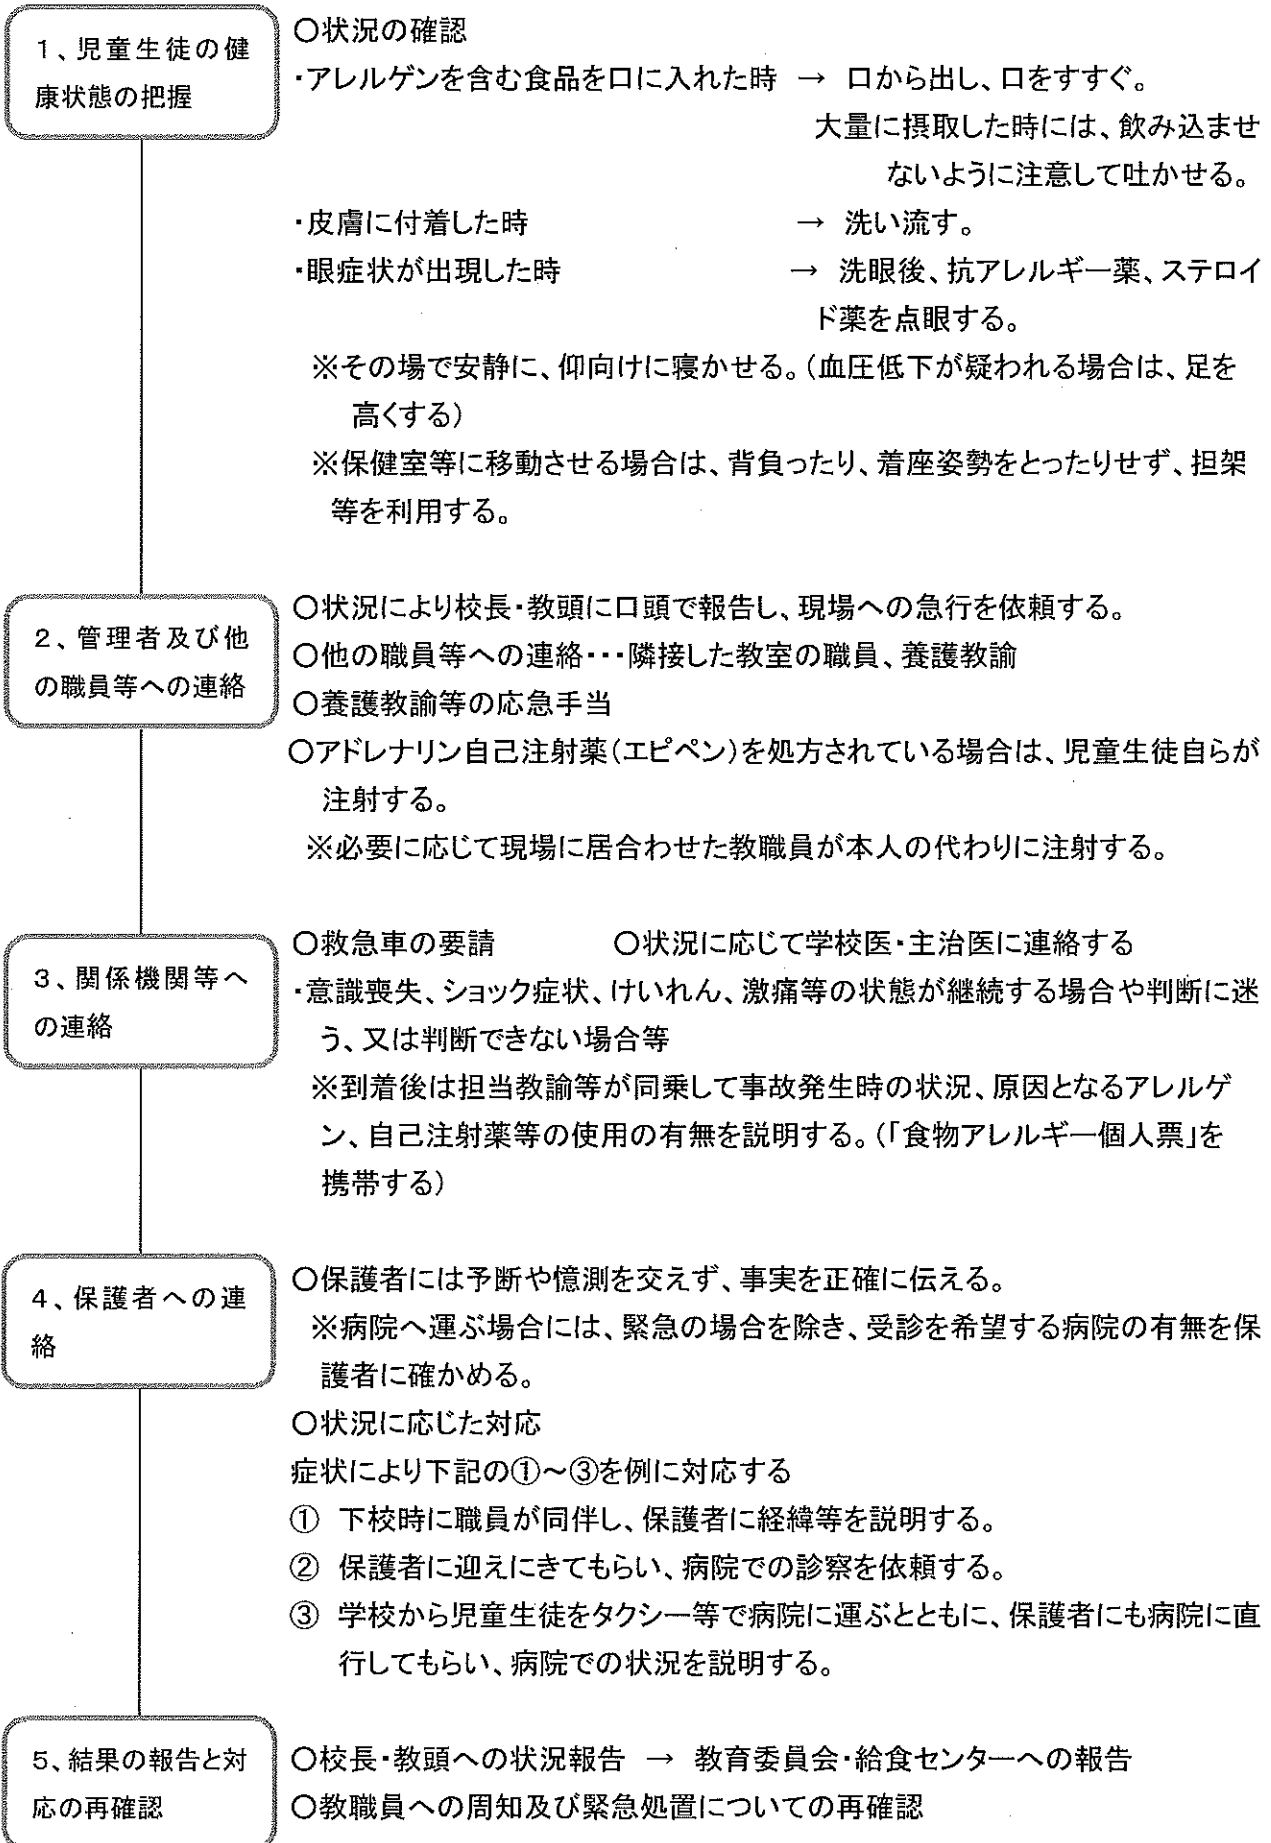 1、児童生徒の健
康状態の把握
〇状況の確認
・アレルゲンを含む食品を口に入れた時 → 口から出し、口をすすぐ。
大量に摂取した時には、飲み込ませ
ないように注意して吐かせる。
・皮膚に付着した時 → 洗い流す。
・眼症状が出現した時 → 洗眼後、抗アレルギー薬、ステロイ
ド薬を点眼する。
※その場で安静に、仰向けに寝かせる。（血圧低下が疑われる場合は、足を
高くする）
※保健室等に移動させる場合は、背負ったり、着座姿勢をとったりせず、担架
等を利用する。
2、管理者及び他
の職員等への連絡
〇状況により校長・教頭に口頭で報告し、現場への急行を依頼する。
〇他の職員等への連絡・・・隣接した教室の職員、養護教諭
〇養護教諭等の応急手当
〇アドレナリン自己注射薬（エピペン）を処方されている場合は、児童生徒自らが
注射する。
※必要に応じて現場に居合わせた教職員が本人の代わりに注射する。
3、関係機関等へ
の連絡
〇救急車の要請 〇状況に応じて学校医・主治医に連絡する
・意識喪失、ショック症状、けいれん、激痛等の状態が継続する場合や判断に迷
う、又は判断できない場合等
※到着後は担当教諭等が同乗して事故発生時の状況、原因となるアレルゲ
ン、自己注射薬等の使用の有無を説明する。（「食物アレルギー個人票」を
携帯する）
4、保護者への連
絡
〇保護者には予断や憶測を交えず、事実を正確に伝える。
※病院へ運ぶ場合には、緊急の場合を除き、受診を希望する病院の有無を保
護者に確かめる。
〇状況に応じた対応
症状により下記の①～③を例に対応する
① 下校時に職員が同伴し、保護者に経緯等を説明する。
② 保護者に迎えにきてもらい、病院での診察を依頼する。
③ 学校から児童生徒をタクシー等で病院に運ぶとともに、保護者にも病院に直
行してもらい、病院での状況を説明する。
5、結果の報告と対
応の再確認
〇校長・教頭への状況報告 → 教育委員会・給食センターへの報告
〇教職員への周知及び緊急処置についての再確認